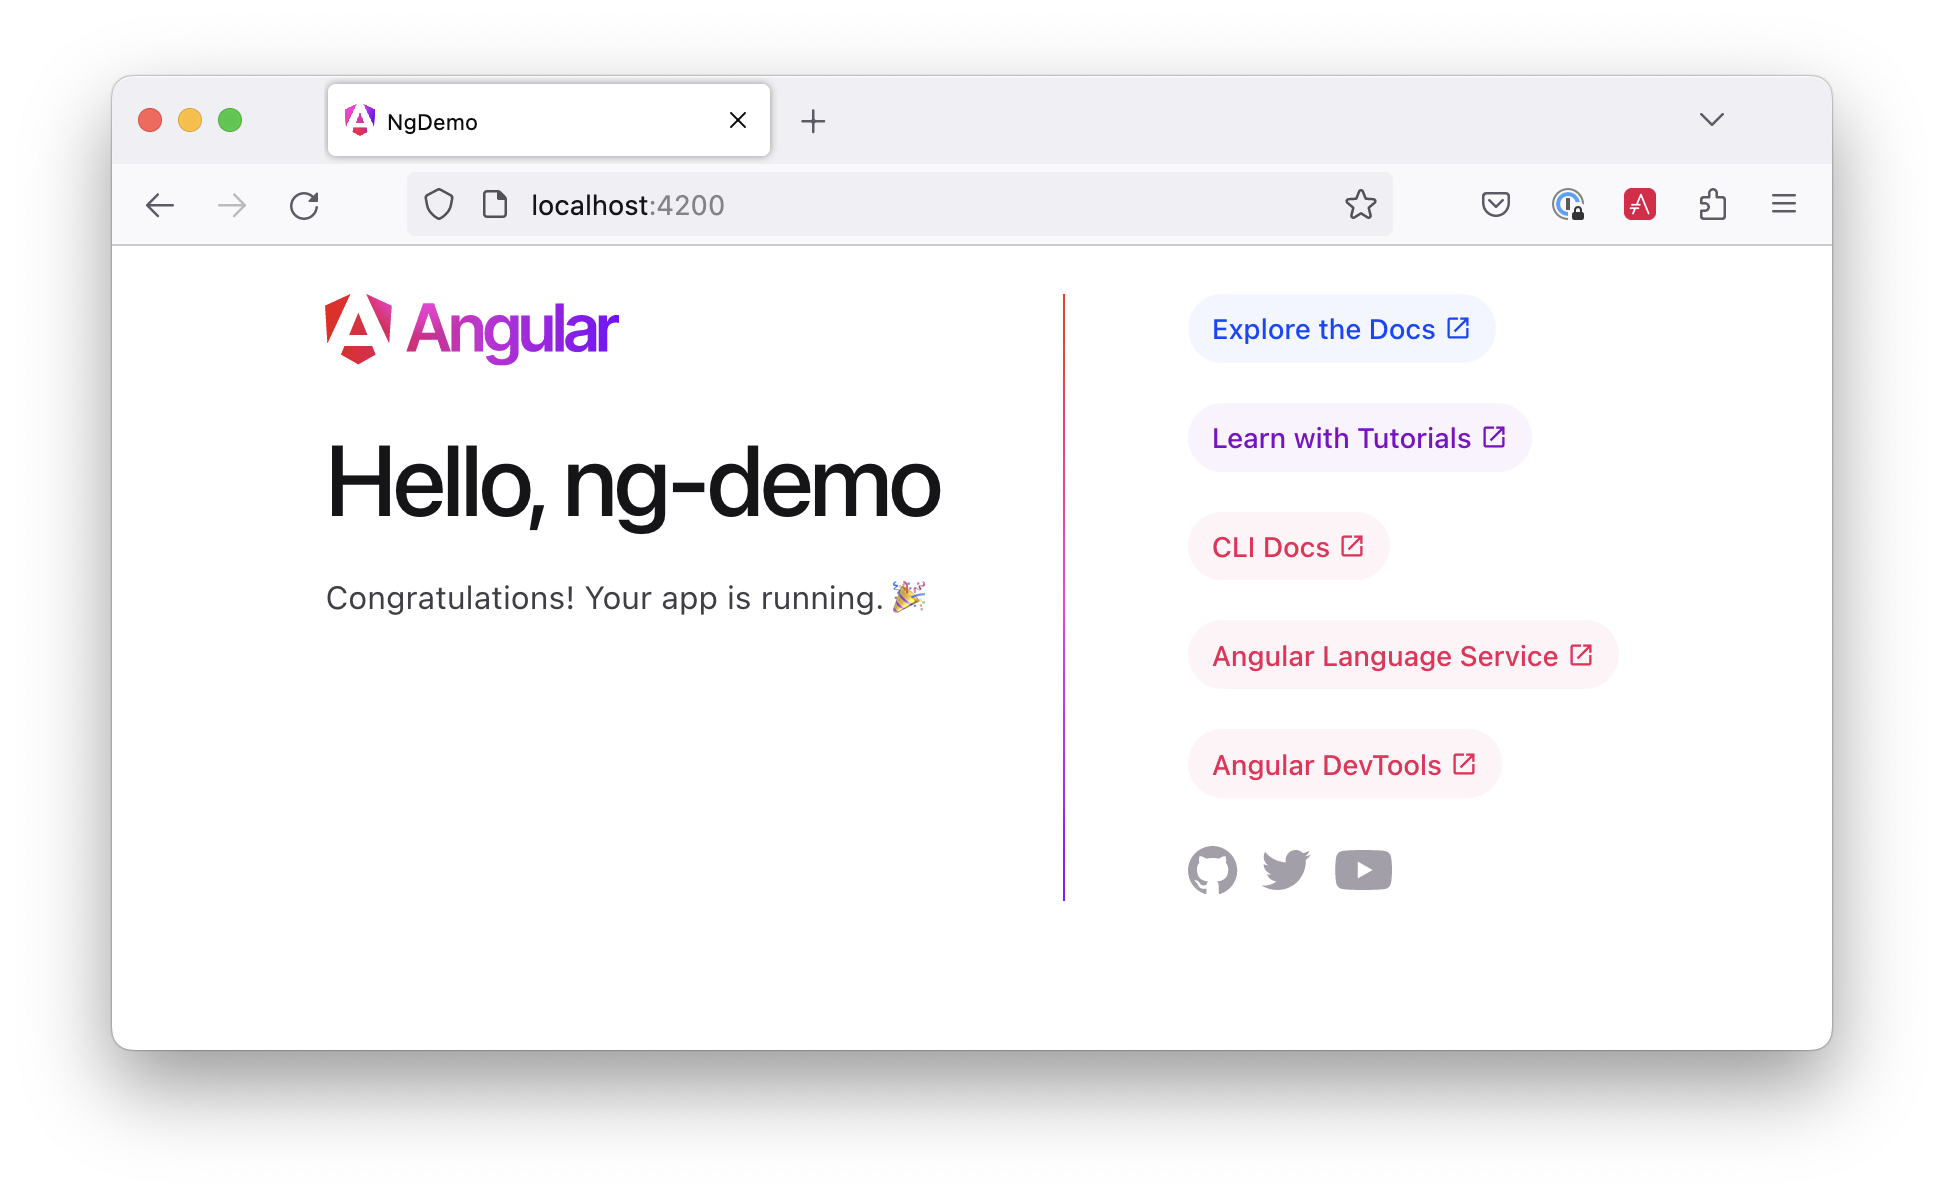 NgDemo
localhost:4200
Angular
Hello, ng-demo
Congratulations! Your app is running. 🎉
Explore the Docs
Learn with Tutorials
CLI Docs
Angular Language Service
Angular DevTools